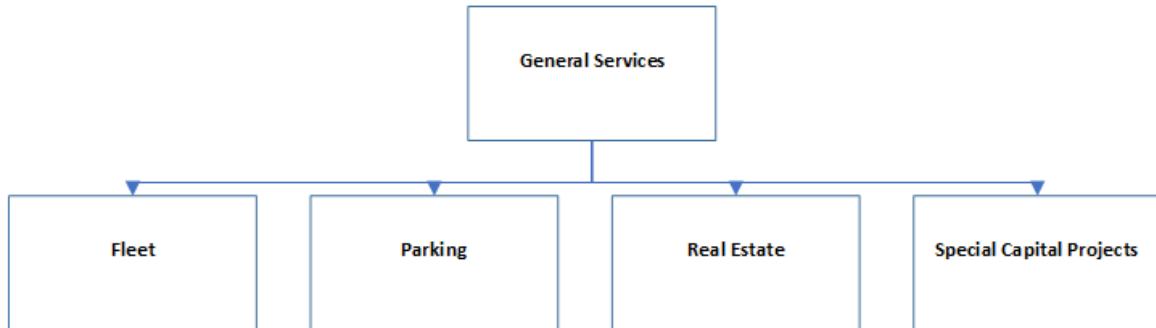 General Services
Fleet
Parking
Real Estate
Special Capital Projects